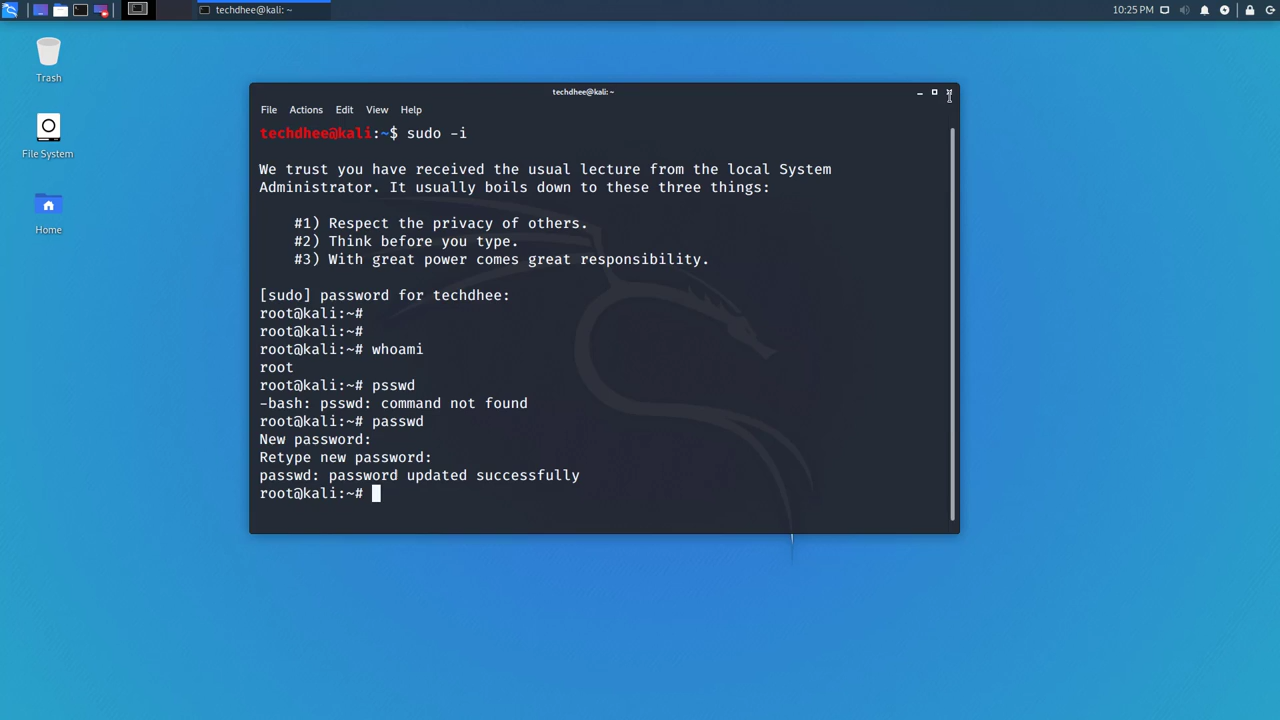 techdhee@kali: ~
10:25 PM
Trash
File System
Home
techdhee@kali: ~
File Actions Edit View Help
techdhee@kali:~$ sudo -i
We trust you have received the usual lecture from the local System
Administrator. It usually boils down to these three things:
#1) Respect the privacy of others.
#2) Think before you type.
#3) With great power comes great responsibility.
[sudo] password for techdhee:
root@kali:~#
root@kali:~#
root@kali:~# whoami
root
root@kali:~# psswd
-bash: psswd: command not found
root@kali:~# passwd
New password:
Retype new password:
passwd: password updated successfully
root@kali:~#